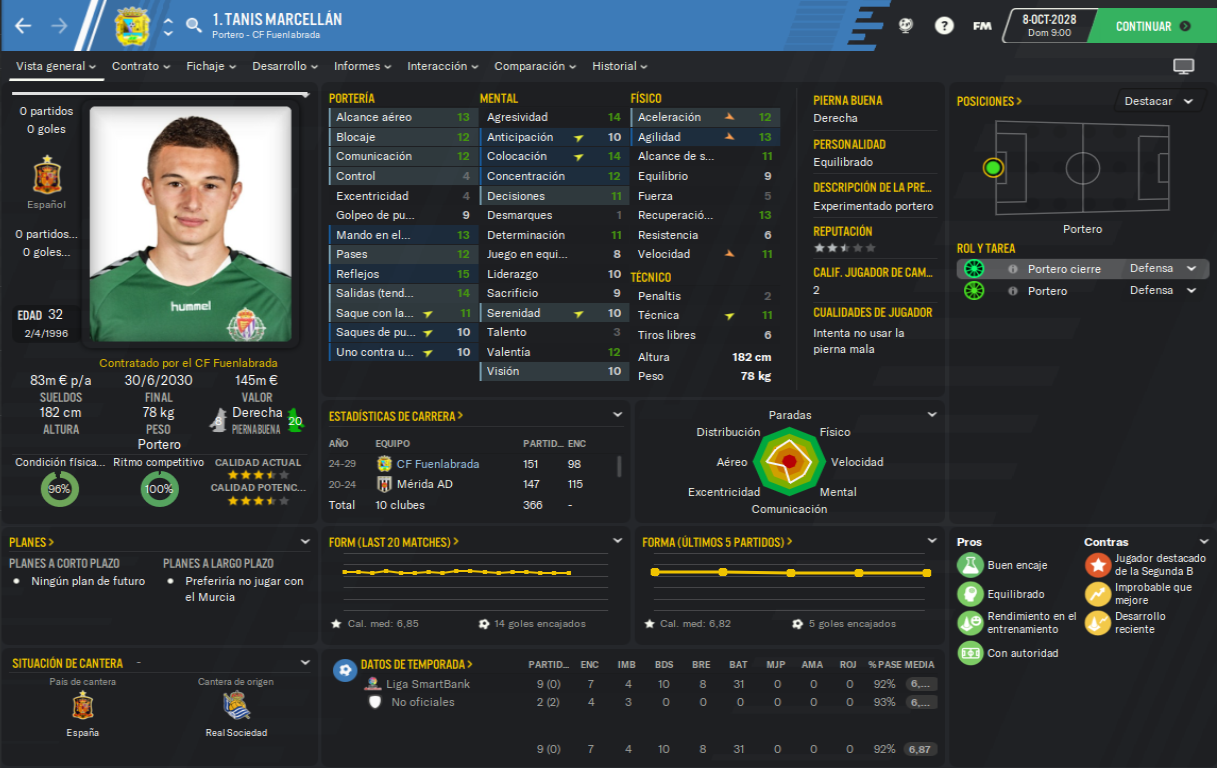 1. TANIS MARCELLÁN
Portero - CF Fuenlabrada
FM
8-OCT-2028
Dom 9:00
CONTINUAR
Vista general
Contrato
Fichaje
Desarrollo
Informes
Interacción
Comparación
Historial
0 partidos
0 goles
Español
0 partidos...
0 goles...
EDAD 32
2/4/1996
hummel
Contratado por el CF Fuenlabrada
83m € p/a
SUELDOS
30/6/2030
FINAL
145m €
VALOR
182 cm
ALTURA
78 kg
PESO
8 Derecha 20
PIERNA BUENA
Portero
Condición física...
96%
Ritmo competitivo
100%
CALIDAD ACTUAL
CALIDAD POTENC...
PORTERÍA
Alcance aéreo 13
Blocaje 12
Comunicación 12
Control 4
Excentricidad 4
Golpeo de pu... 9
Mando en el... 13
Pases 12
Reflejos 15
Salidas (tend... 14
Saque con la... 11
Saques de pu... 10
Uno contra u... 10
MENTAL
Agresividad 14
Anticipación 10
Colocación 14
Concentración 12
Decisiones 11
Desmarques 1
Determinación 11
Juego en equi... 8
Liderazgo 10
Sacrificio 9
Serenidad 10
Talento 3
Valentía 12
Visión 10
FÍSICO
Aceleración 12
Agilidad 13
Alcance de s... 11
Equilibrio 9
Fuerza 5
Recuperació... 13
Resistencia 6
Velocidad 11
TÉCNICO
Penaltis 2
Técnica 11
Tiros libres 6
Altura 182 cm
Peso 78 kg
PIERNA BUENA
Derecha
PERSONALIDAD
Equilibrado
DESCRIPCIÓN DE LA PRE...
Experimentado portero
REPUTACIÓN
CALIF. JUGADOR DE CAM...
2
CUALIDADES DE JUGADOR
Intenta no usar la
pierna mala
POSICIONES >
Destacar
Portero
ROL Y TAREA
Portero cierre Defensa
Portero Defensa
ESTADÍSTICAS DE CARRERA >
AÑO EQUIPO PARTID... ENC
24-29 CF Fuenlabrada 151 98
20-24 Mérida AD 147 115
Total 10 clubes 366 -
Paradas
Distribución
Físico
Aéreo
Velocidad
Excentricidad
Mental
Comunicación
PLANES >
PLANES A CORTO PLAZO
Ningún plan de futuro
PLANES A LARGO PLAZO
Preferiría no jugar con
el Murcia
FORM (LAST 20 MATCHES) >
Cal. med: 6,85
14 goles encajados
FORMA (ÚLTIMOS 5 PARTIDOS) >
Cal. med: 6,82
5 goles encajados
Pros
Buen encaje
Equilibrado
Rendimiento en el
entrenamiento
Con autoridad
Contras
Jugador destacado
de la Segunda B
Improbable que
mejore
Desarrollo
reciente
SITUACIÓN DE CANTERA -
País de cantera
España
Cantera de origen
Real Sociedad
DATOS DE TEMPORADA >
PARTID... ENC IMB BDS BRE BAT MJP AMA ROJ % PASE MEDIA
Liga SmartBank 9 (0) 7 4 10 8 31 0 0 0 92% 6,...
No oficiales 2 (2) 4 3 0 0 0 0 0 0 93% 6,...
9 (0) 7 4 10 8 31 0 0 0 92% 6,87